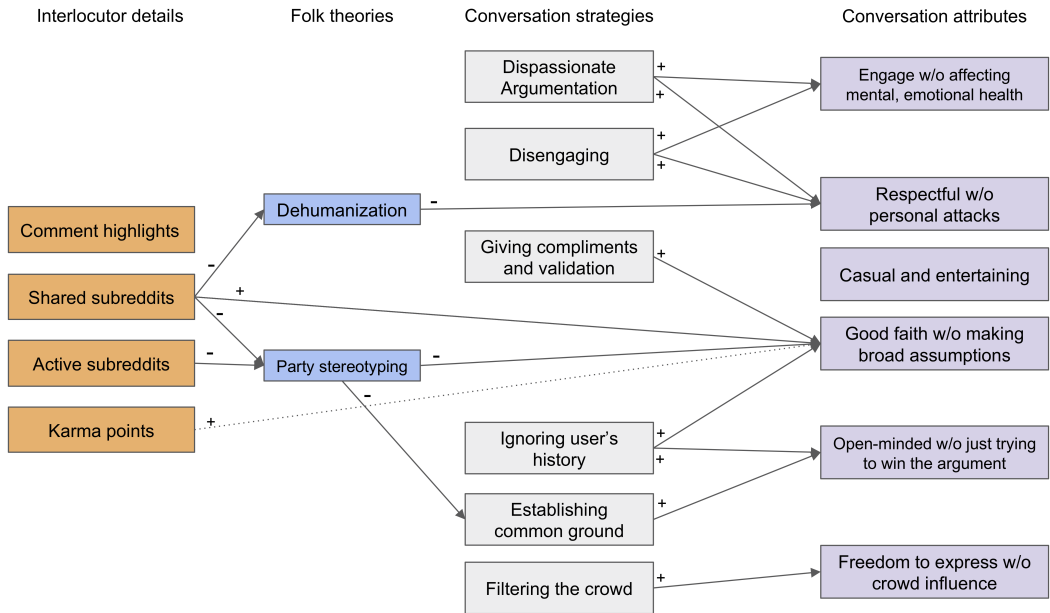 Interlocutor details
Folk theories
Conversation strategies
Conversation attributes
Comment highlights
Shared subreddits
-
+
-
Active subreddits
-
Karma points
+
Dehumanization
-
Party stereotyping
-
-
Dispassionate
Argumentation
+
+
Disengaging
+
+
Giving compliments
and validation
+
Ignoring user's
history
+
+
Establishing
common ground
+
Filtering the crowd
+
Engage w/o affecting
mental, emotional health
Respectful w/o
personal attacks
Casual and entertaining
Good faith w/o making
broad assumptions
Open-minded w/o just trying
to win the argument
Freedom to express w/o
crowd influence